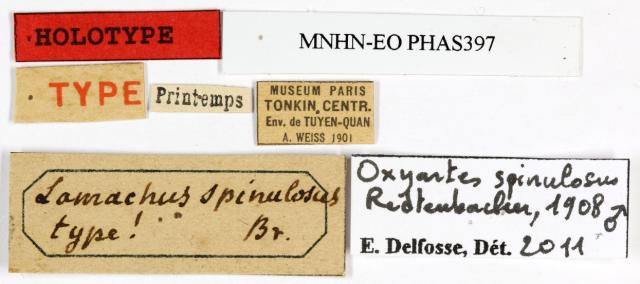 HOLOTYPE
MNHN-EO PHAS397
TYPE
Printemps
MUSEUM PARIS
TONKIN, CENTR.
Env. de TUYEN-QUAN
A. WEISS 1901
Lamachus spinulosus
type! Br.
Oxyartes spinulosus
Redtenbacher, 1908 ♂
E. Delfosse, Dét. 2011